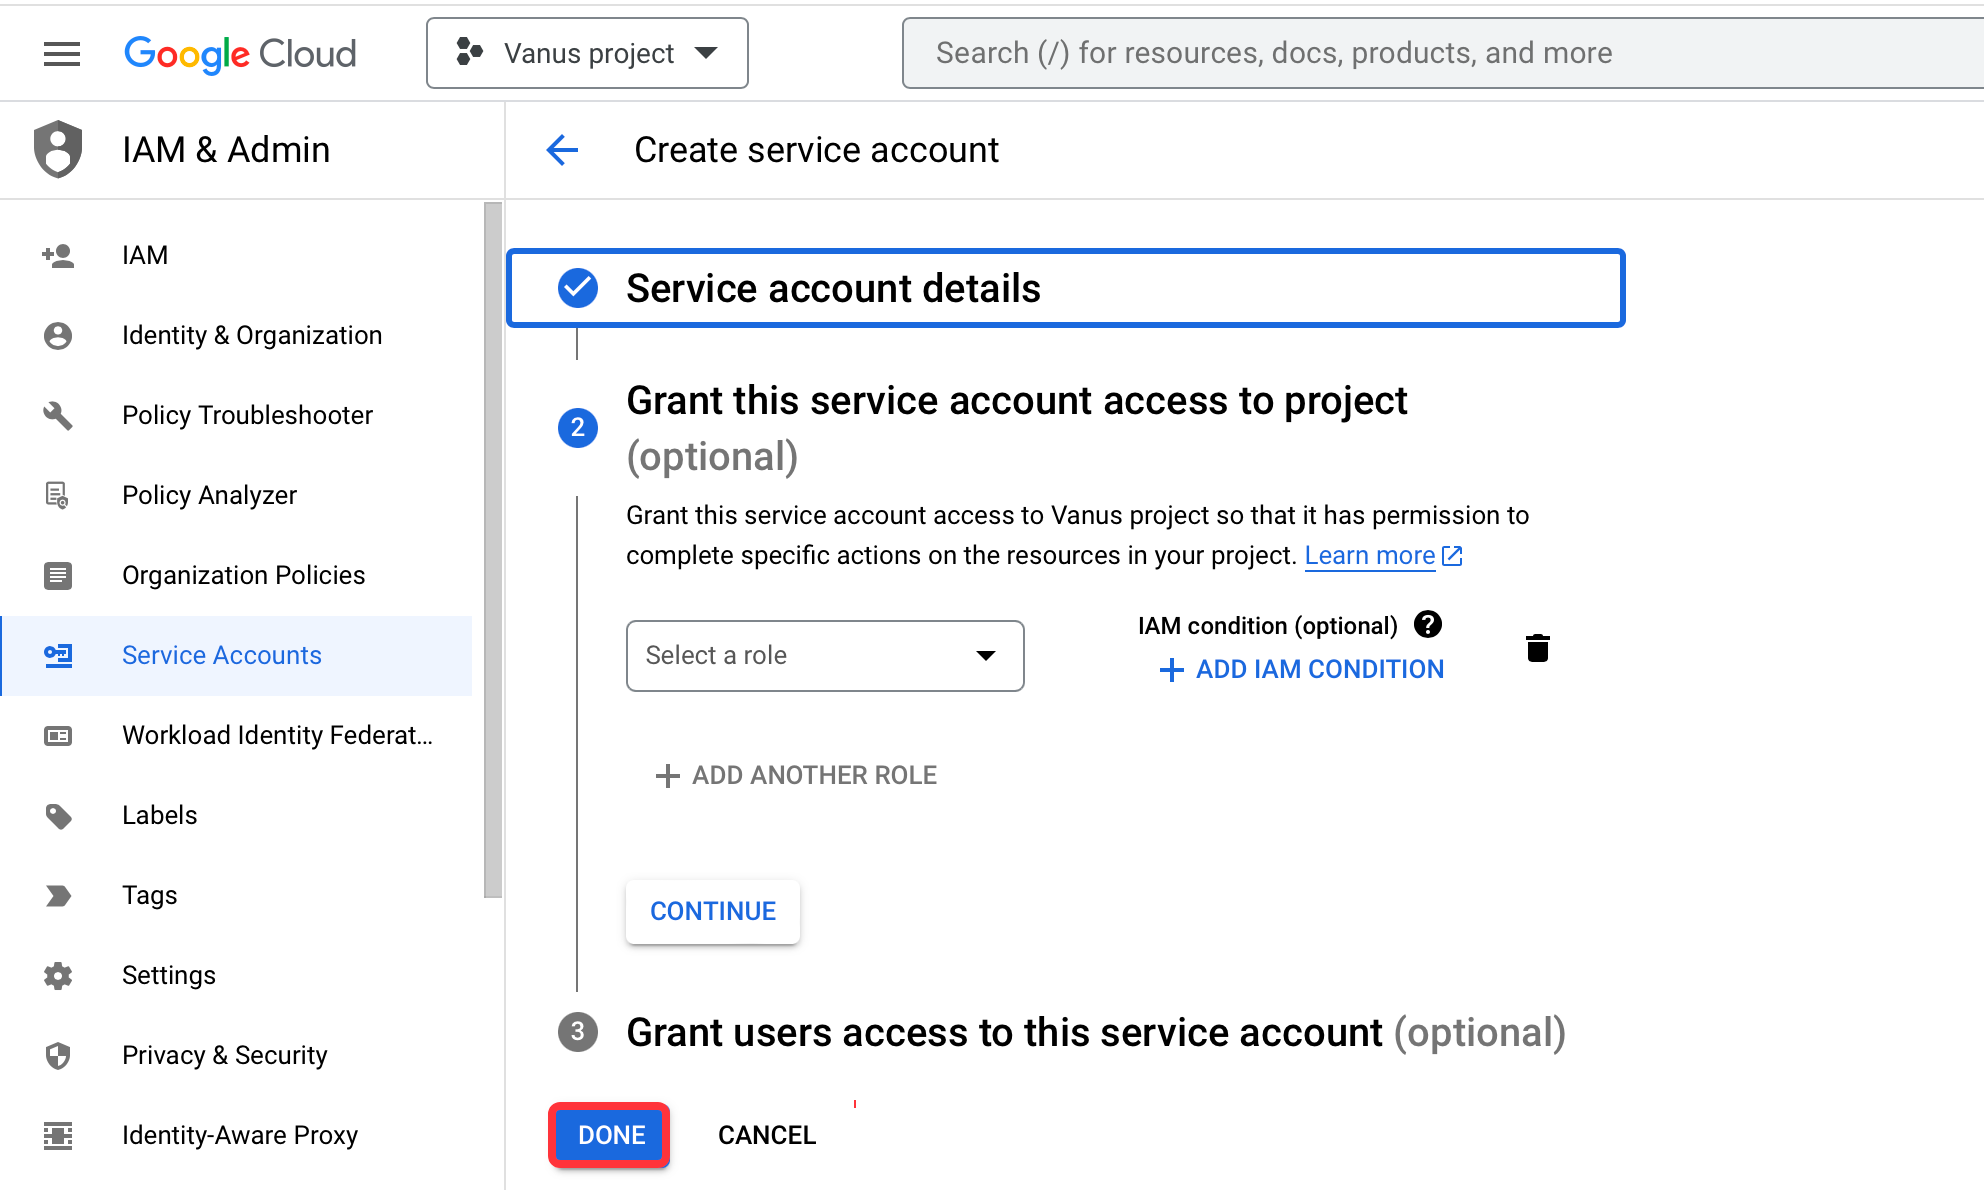 Google Cloud
Vanus project
Search (/) for resources, docs, products, and more
IAM & Admin
Create service account
IAM
Identity & Organization
Policy Troubleshooter
Policy Analyzer
Organization Policies
Service Accounts
Workload Identity Federat...
Labels
Tags
Settings
Privacy & Security
Identity-Aware Proxy
Service account details
2
Grant this service account access to project
(optional)
Grant this service account access to Vanus project so that it has permission to
complete specific actions on the resources in your project. Learn more
Select a role
IAM condition (optional)
ADD IAM CONDITION
ADD ANOTHER ROLE
CONTINUE
3
Grant users access to this service account (optional)
DONE
CANCEL